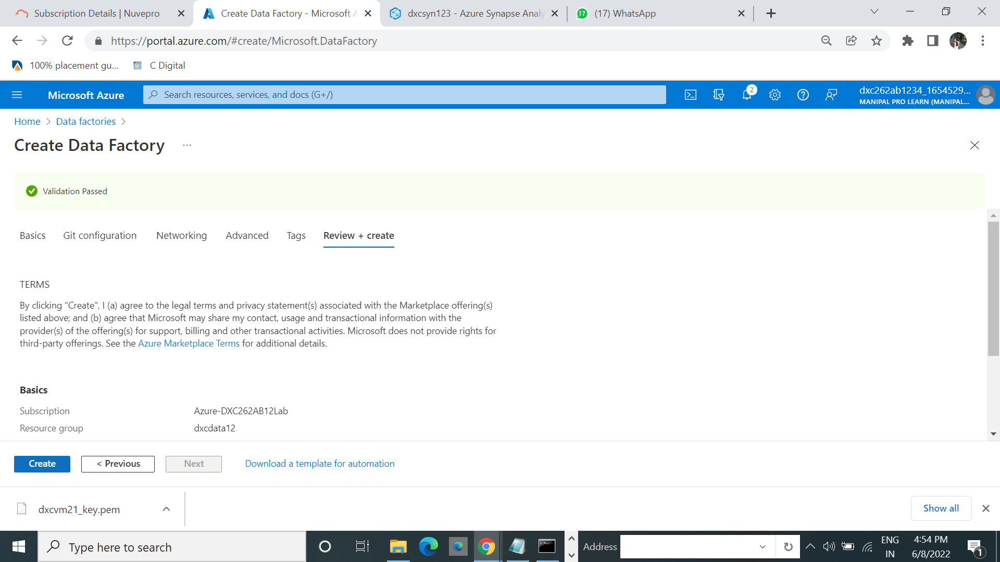 Subscription Details | Nuvepro
Create Data Factory - Microsoft A
dxcsyn123 - Azure Synapse Analy
17
(17) WhatsApp
https://portal.azure.com/#create/Microsoft.DataFactory
100% placement gu...
C Digital
Microsoft Azure
Search resources, services, and docs (G+/)
2
dxc262ab1234_1654529...
MANIPAL PRO LEARN (MANIPAL...
Home > Data factories >
Create Data Factory ...
Validation Passed
Basics
Git configuration
Networking
Advanced
Tags
Review + create
TERMS
By clicking "Create", I (a) agree to the legal terms and privacy statement(s) associated with the Marketplace offering(s)
listed above; and (b) agree that Microsoft may share my contact, usage and transactional information with the
provider(s) of the offering(s) for support, billing and other transactional activities. Microsoft does not provide rights for
third-party offerings. See the Azure Marketplace Terms for additional details.
Basics
Subscription Azure-DXC262AB12Lab
Resource group dxcdata12
Create
< Previous
Next
Download a template for automation
dxcvm21_key.pem
Show all
Type here to search
Address
ENG
IN
4:54 PM
6/8/2022
1